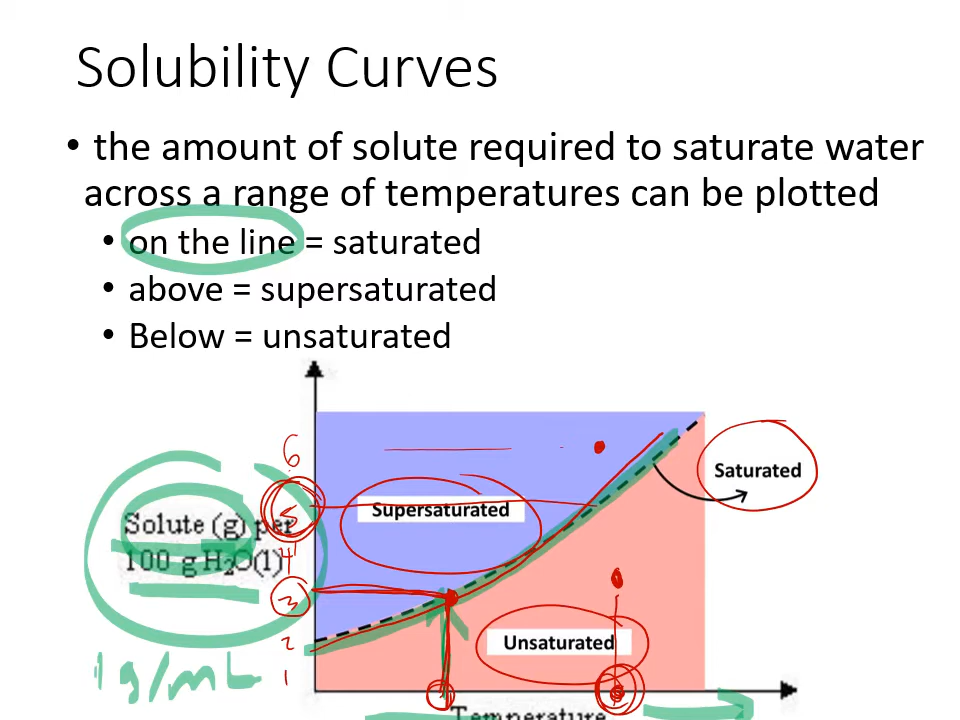 Solubility Curves
• the amount of solute required to saturate water
across a range of temperatures can be plotted
• on the line = saturated
• above = supersaturated
• Below = unsaturated
6
Saturated
Supersaturated
5
Solute (g) per
100 g H₂O(l)
4
3
Unsaturated
2
1
1 g/mL
Temperature